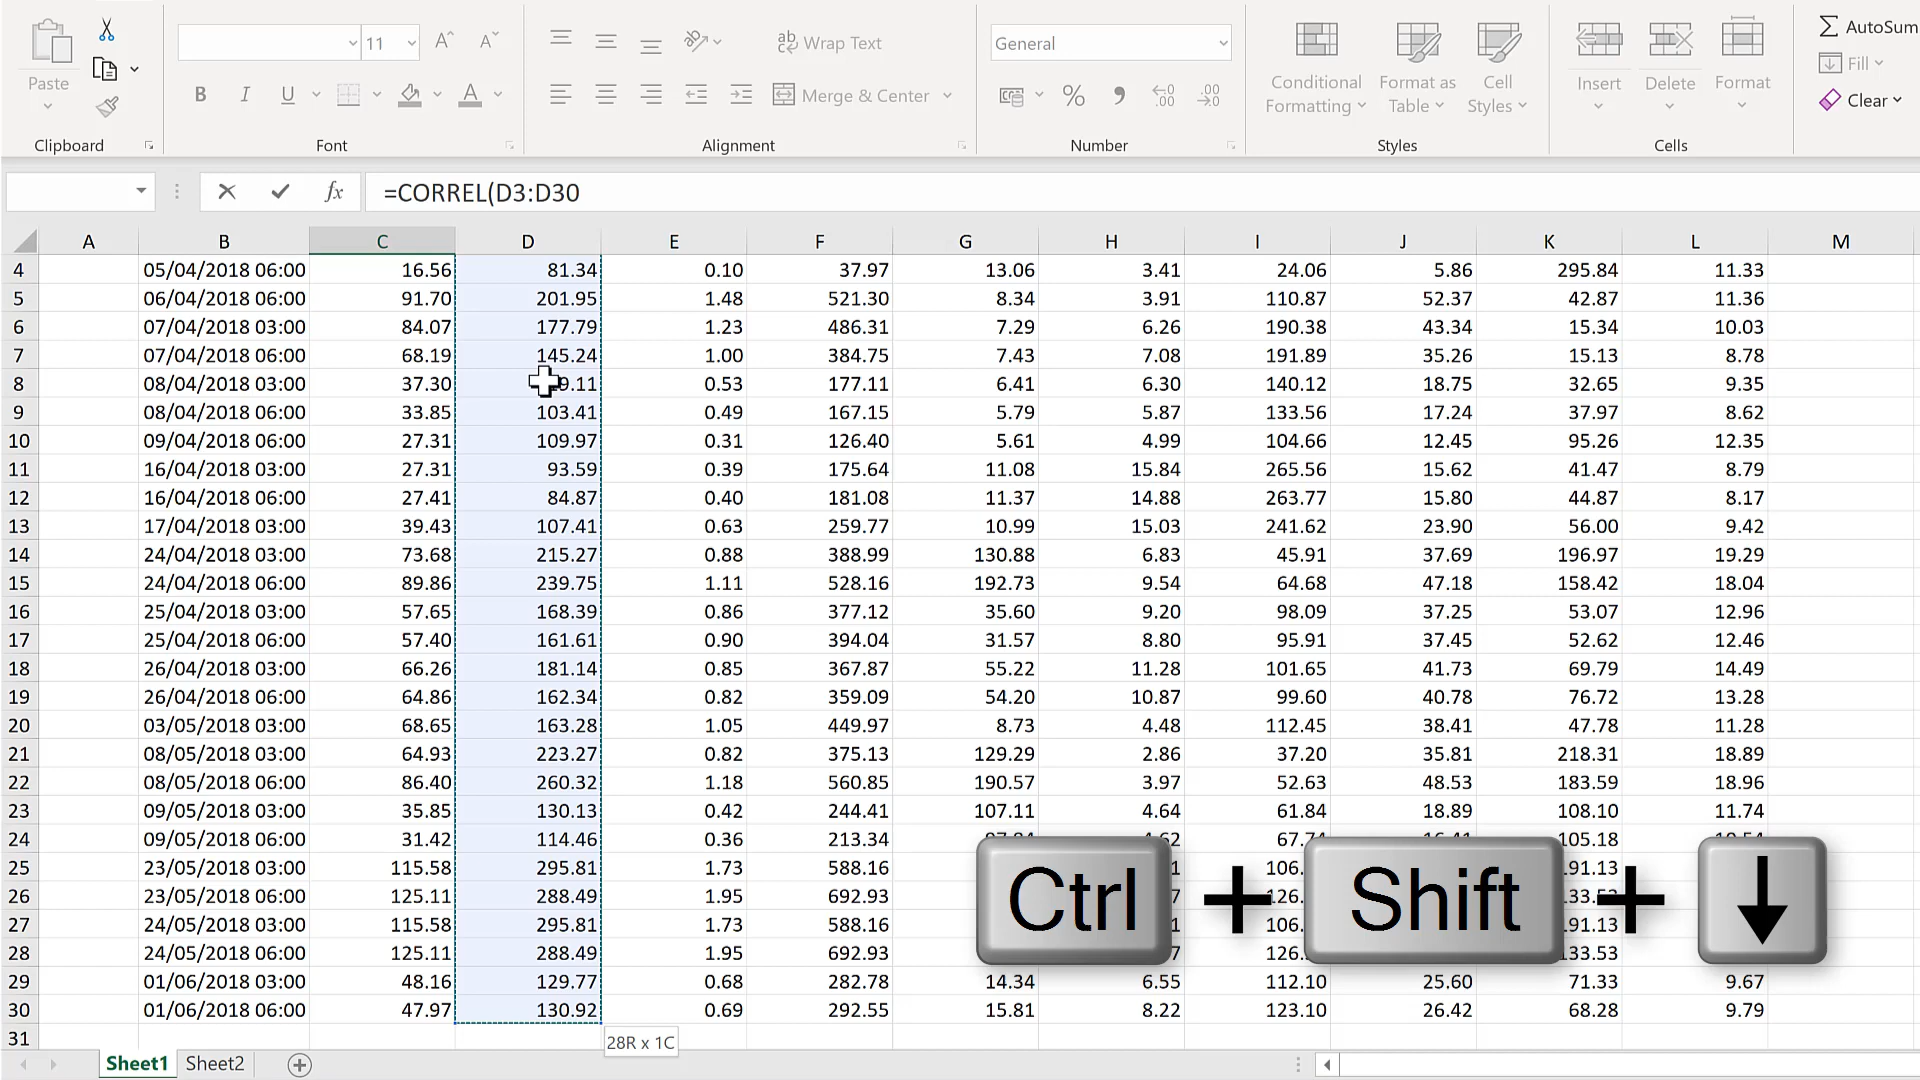 11
Wrap Text
General
Conditional
Formatting
Format as
Table
Cell
Styles
Insert
Delete
Format
AutoSum
Fill
Clear
Paste
B I U A
Merge & Center
Clipboard
Font
Alignment
Number
Styles
Cells
fx =CORREL(D3:D30
A B C D E F G H I J K L M
4 05/04/2018 06:00 16.56 81.34 0.10 37.97 13.06 3.41 24.06 5.86 295.84 11.33
5 06/04/2018 06:00 91.70 201.95 1.48 521.30 8.34 3.91 110.87 52.37 42.87 11.36
6 07/04/2018 03:00 84.07 177.79 1.23 486.31 7.29 6.26 190.38 43.34 15.34 10.03
7 07/04/2018 06:00 68.19 145.24 1.00 384.75 7.43 7.08 191.89 35.26 15.13 8.78
8 08/04/2018 03:00 37.30 0.53 177.11 6.41 6.30 140.12 18.75 32.65 9.35
9 08/04/2018 06:00 33.85 103.41 0.49 167.15 5.79 5.87 133.56 17.24 37.97 8.62
10 09/04/2018 06:00 27.31 109.97 0.31 126.40 5.61 4.99 104.66 12.45 95.26 12.35
11 16/04/2018 03:00 27.31 93.59 0.39 175.64 11.08 15.84 265.56 15.62 41.47 8.79
12 16/04/2018 06:00 27.41 84.87 0.40 181.08 11.37 14.88 263.77 15.80 44.87 8.17
13 17/04/2018 03:00 39.43 107.41 0.63 259.77 10.99 15.03 241.62 23.90 56.00 9.42
14 24/04/2018 03:00 73.68 215.27 0.88 388.99 130.88 6.83 45.91 37.69 196.97 19.29
15 24/04/2018 06:00 89.86 239.75 1.11 528.16 192.73 9.54 64.68 47.18 158.42 18.04
16 25/04/2018 03:00 57.65 168.39 0.86 377.12 35.60 9.20 98.09 37.25 53.07 12.96
17 25/04/2018 06:00 57.40 161.61 0.90 394.04 31.57 8.80 95.91 37.45 52.62 12.46
18 26/04/2018 03:00 66.26 181.14 0.85 367.87 55.22 11.28 101.65 41.73 69.79 14.49
19 26/04/2018 06:00 64.86 162.34 0.82 359.09 54.20 10.87 99.60 40.78 76.72 13.28
20 03/05/2018 03:00 68.65 163.28 1.05 449.97 8.73 4.48 112.45 38.41 47.78 11.28
21 08/05/2018 03:00 64.93 223.27 0.82 375.13 129.29 2.86 37.20 35.81 218.31 18.89
22 08/05/2018 06:00 86.40 260.32 1.18 560.85 190.57 3.97 52.63 48.53 183.59 18.96
23 09/05/2018 03:00 35.85 130.13 0.42 244.41 107.11 4.64 61.84 18.89 108.10 11.74
24 09/05/2018 06:00 31.42 114.46 0.36 213.34 105.18
25 23/05/2018 03:00 115.58 295.81 1.73 588.16
26 23/05/2018 06:00 125.11 288.49 1.95 692.93
27 24/05/2018 03:00 115.58 295.81 1.73 588.16
28 24/05/2018 06:00 125.11 288.49 1.95 692.93
Ctrl + Shift + ↓
29 01/06/2018 03:00 48.16 129.77 0.68 282.78 14.34 6.55 112.10 25.60 71.33 9.67
30 01/06/2018 06:00 47.97 130.92 0.69 292.55 15.81 8.22 123.10 26.42 68.28 9.79
31
28R x 1C
Sheet1 Sheet2